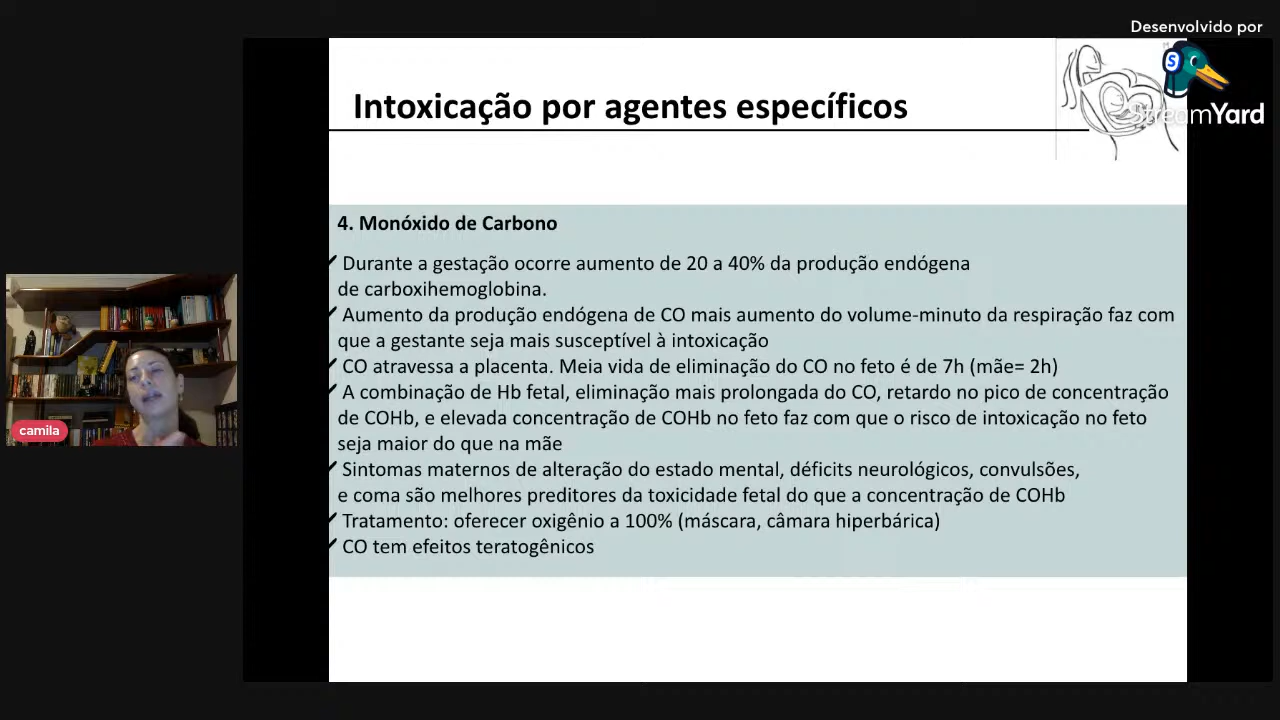 Desenvolvido por
StreamYard
Intoxicação por agentes específicos
4. Monóxido de Carbono
✓ Durante a gestação ocorre aumento de 20 a 40% da produção endógena
de carboxihemoglobina.
✓ Aumento da produção endógena de CO mais aumento do volume-minuto da respiração faz com
que a gestante seja mais susceptível à intoxicação
✓ CO atravessa a placenta. Meia vida de eliminação do CO no feto é de 7h (mãe= 2h)
✓ A combinação de Hb fetal, eliminação mais prolongada do CO, retardo no pico de concentração
de COHb, e elevada concentração de COHb no feto faz com que o risco de intoxicação no feto
seja maior do que na mãe
✓ Sintomas maternos de alteração do estado mental, déficits neurológicos, convulsões,
e coma são melhores preditores da toxicidade fetal do que a concentração de COHb
✓ Tratamento: oferecer oxigênio a 100% (máscara, câmara hiperbárica)
✓ CO tem efeitos teratogênicos
camila